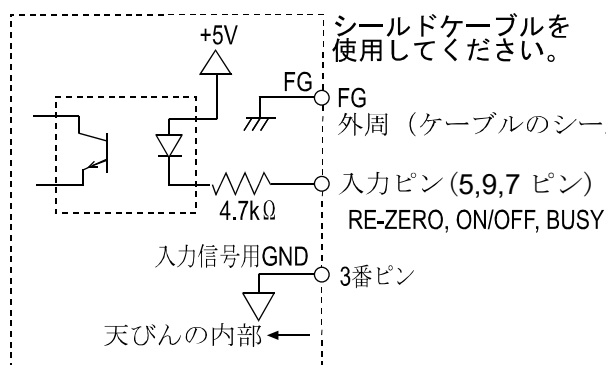 シールドケーブルを
使用してください。
+5V
FG
FG
外周（ケーブルのシー
4.7kΩ
入力ピン(5,9,7 ピン)
RE-ZERO, ON/OFF, BUSY
入力信号用GND
3番ピン
天びんの内部